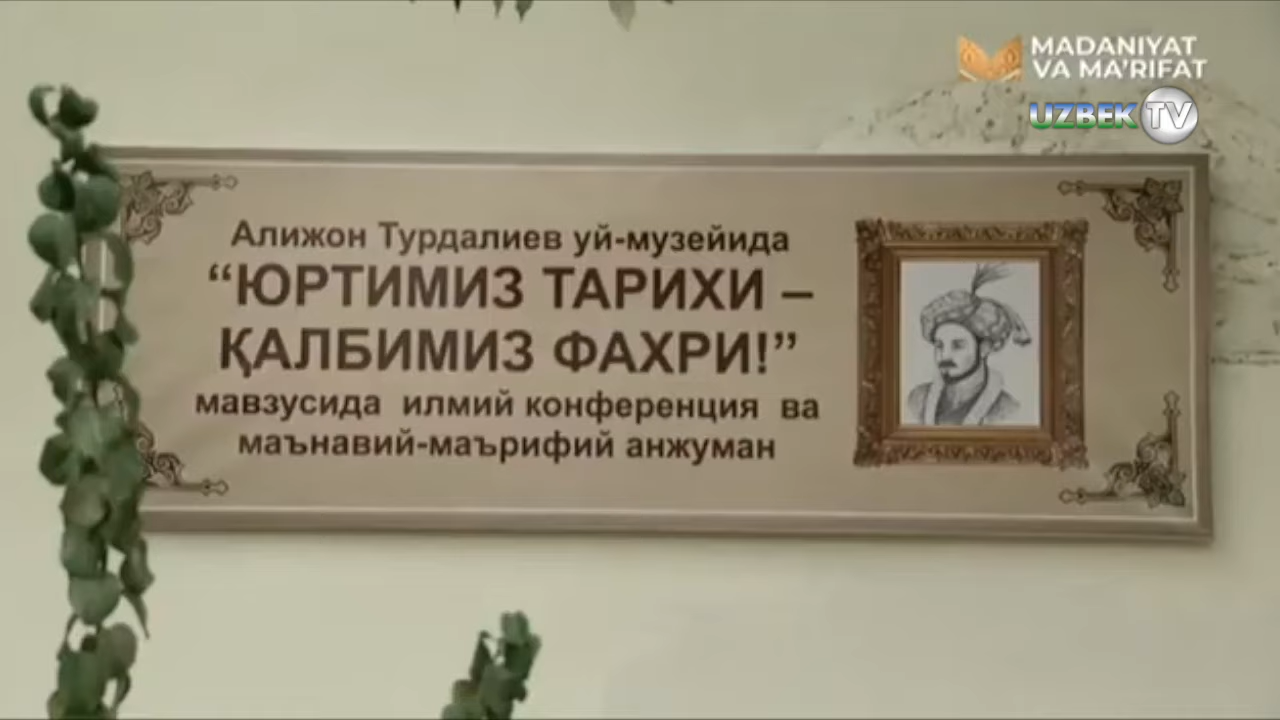 MADANIYAT
VA MA'RIFAT
UZBEK TV
Алижон Турдалиев уй-музейида
“ЮРТИМИЗ ТАРИХИ –
ҚАЛБИМИЗ ФАХРИ!”
мавзусида илмий конференция ва
маънавий-маърифий анжуман